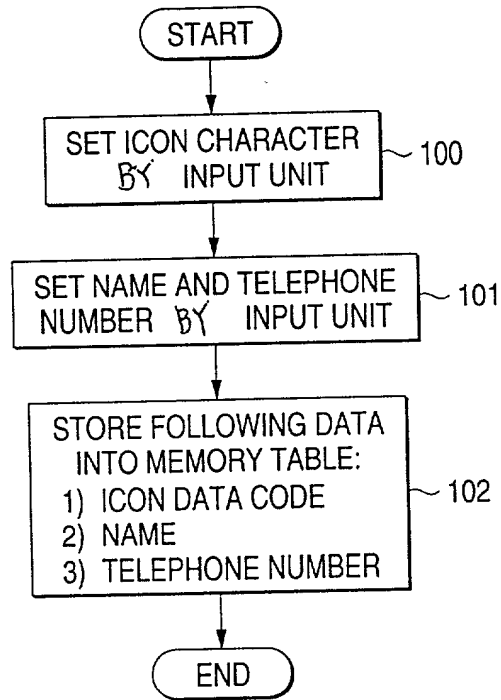 START
SET ICON CHARACTER
BY INPUT UNIT
100
SET NAME AND TELEPHONE
NUMBER BY INPUT UNIT
101
STORE FOLLOWING DATA
INTO MEMORY TABLE:
1) ICON DATA CODE
2) NAME
3) TELEPHONE NUMBER
102
END